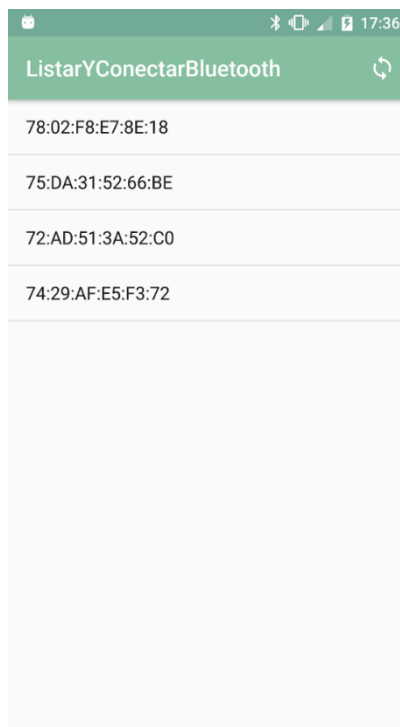 17:36
ListarYConectarBluetooth
78:02:F8:E7:8E:18
75:DA:31:52:66:BE
72:AD:51:3A:52:C0
74:29:AF:E5:F3:72